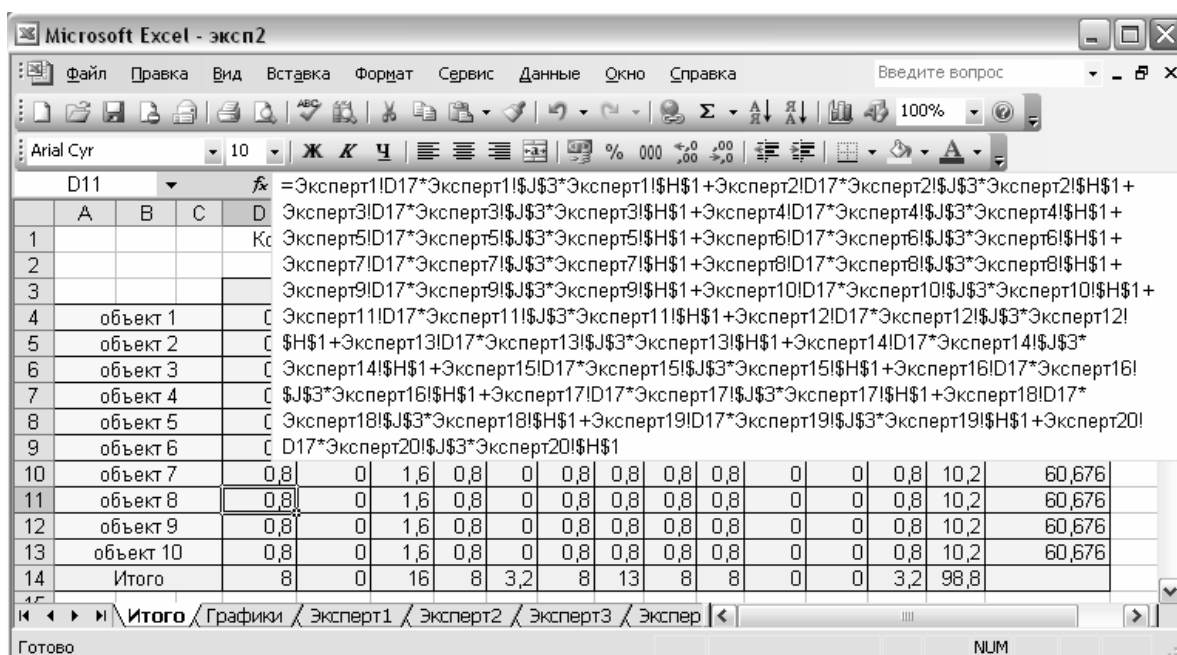 Microsoft Excel - эксп2
Файл Правка Вид Вставка Формат Сервис Данные Окно Справка Введите вопрос
100%
Arial Cyr 10 Ж К Ч % 000
D11 fx =Эксперт1!D17*Эксперт1!$J$3*Эксперт1!$H$1+Эксперт2!D17*Эксперт2!$J$3*Эксперт2!$H$1+
Эксперт3!D17*Эксперт3!$J$3*Эксперт3!$H$1+Эксперт4!D17*Эксперт4!$J$3*Эксперт4!$H$1+
Эксперт5!D17*Эксперт5!$J$3*Эксперт5!$H$1+Эксперт6!D17*Эксперт6!$J$3*Эксперт6!$H$1+
Эксперт7!D17*Эксперт7!$J$3*Эксперт7!$H$1+Эксперт8!D17*Эксперт8!$J$3*Эксперт8!$H$1+
Эксперт9!D17*Эксперт9!$J$3*Эксперт9!$H$1+Эксперт10!D17*Эксперт10!$J$3*Эксперт10!$H$1+
Эксперт11!D17*Эксперт11!$J$3*Эксперт11!$H$1+Эксперт12!D17*Эксперт12!$J$3*Эксперт12!
$H$1+Эксперт13!D17*Эксперт13!$J$3*Эксперт13!$H$1+Эксперт14!D17*Эксперт14!$J$3*
Эксперт14!$H$1+Эксперт15!D17*Эксперт15!$J$3*Эксперт15!$H$1+Эксперт16!D17*Эксперт16!
$J$3*Эксперт16!$H$1+Эксперт17!D17*Эксперт17!$J$3*Эксперт17!$H$1+Эксперт18!D17*
Эксперт18!$J$3*Эксперт18!$H$1+Эксперт19!D17*Эксперт19!$J$3*Эксперт19!$H$1+Эксперт20!
D17*Эксперт20!$J$3*Эксперт20!$H$1
A B C D
1
2
3
4 объект 1
5 объект 2
6 объект 3
7 объект 4
8 объект 5
9 объект 6
10 объект 7 0,8 0 1,6 0,8 0 0,8 0,8 0,8 0,8 0 0 0,8 10,2 60,676
11 объект 8 0,8 0 1,6 0,8 0 0,8 0,8 0,8 0,8 0 0 0,8 10,2 60,676
12 объект 9 0,8 0 1,6 0,8 0 0,8 0,8 0,8 0,8 0 0 0,8 10,2 60,676
13 объект 10 0,8 0 1,6 0,8 0 0,8 0,8 0,8 0,8 0 0 0,8 10,2 60,676
14 Итого 8 0 16 8 3,2 8 13 8 8 0 0 3,2 98,8
Итого Графики Эксперт1 Эксперт2 Эксперт3 Экспер
Готово NUM